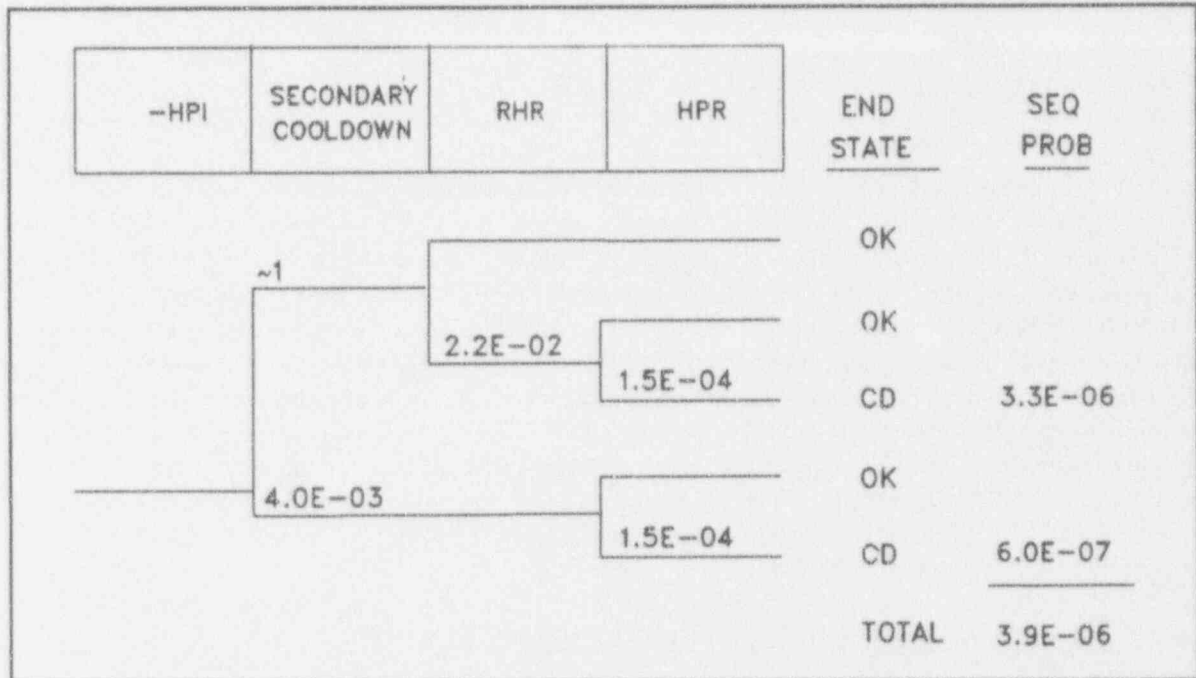 -HPI SECONDARY COOLDOWN RHR HPR END STATE SEQ PROB
OK
~1
OK
2.2E-02
1.5E-04
CD 3.3E-06
OK
4.0E-03
1.5E-04
CD 6.0E-07
TOTAL 3.9E-06